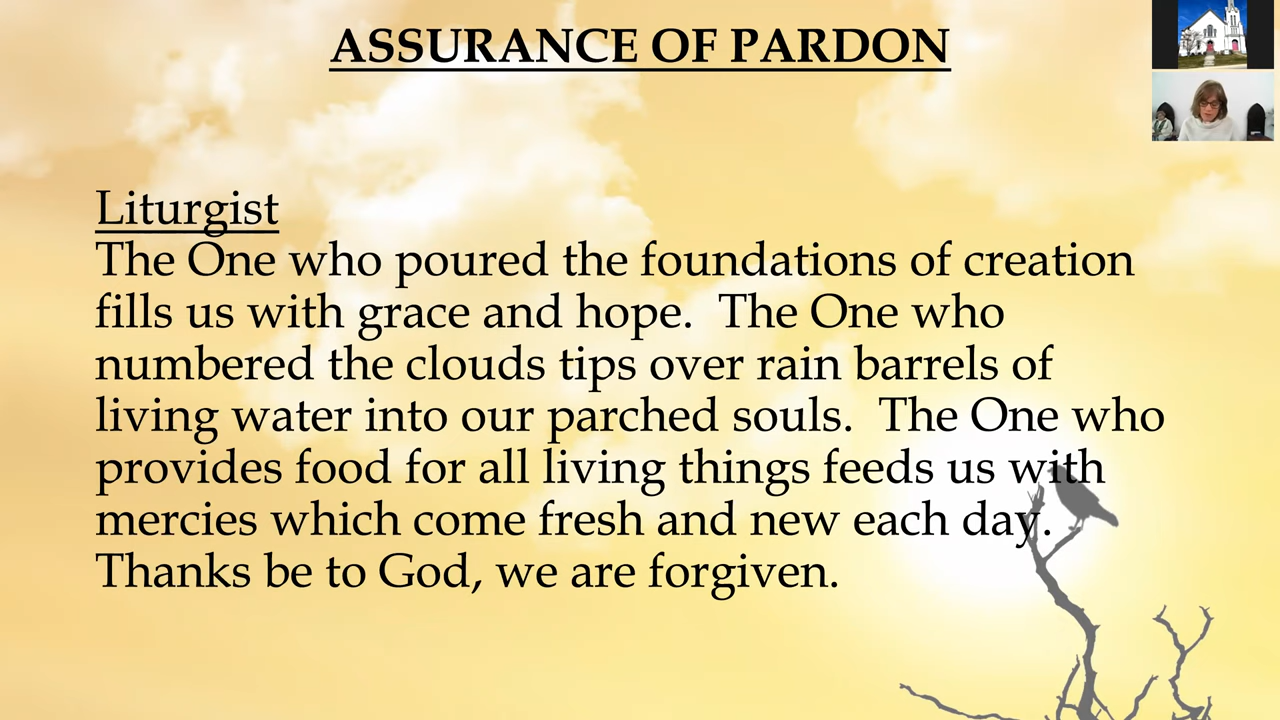 ASSURANCE OF PARDON
Liturgist
The One who poured the foundations of creation
fills us with grace and hope.  The One who
numbered the clouds tips over rain barrels of
living water into our parched souls.  The One who
provides food for all living things feeds us with
mercies which come fresh and new each day.
Thanks be to God, we are forgiven.